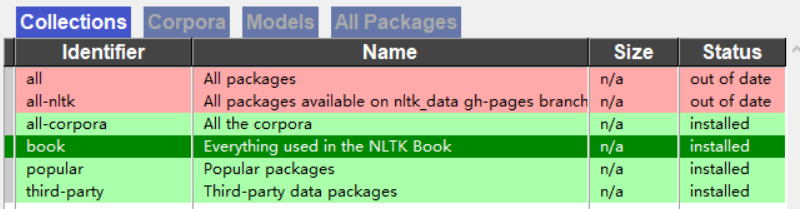 Collections Corpora Models All Packages
Identifier Name Size Status
all All packages n/a out of date
all-nltk All packages available on nltk_data gh-pages branch n/a out of date
all-corpora All the corpora n/a installed
book Everything used in the NLTK Book n/a installed
popular Popular packages n/a installed
third-party Third-party data packages n/a installed